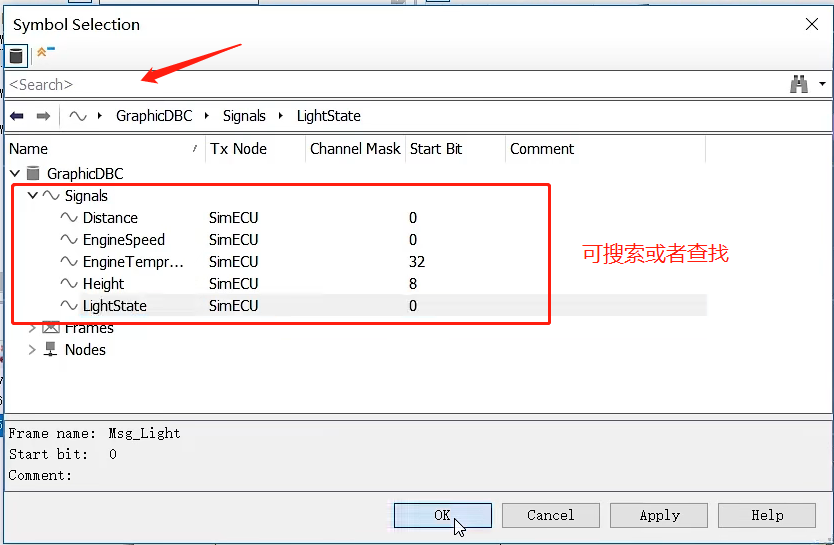 Symbol Selection
<Search>
GraphicDBC Signals LightState
Name Tx Node Channel Mask Start Bit Comment
GraphicDBC
Signals
Distance SimECU 0
EngineSpeed SimECU 0
EngineTempr... SimECU 32
可搜索或者查找
Height SimECU 8
LightState SimECU 0
Frames
Nodes
Frame name: Msg_Light
Start bit: 0
Comment:
OK Cancel Apply Help